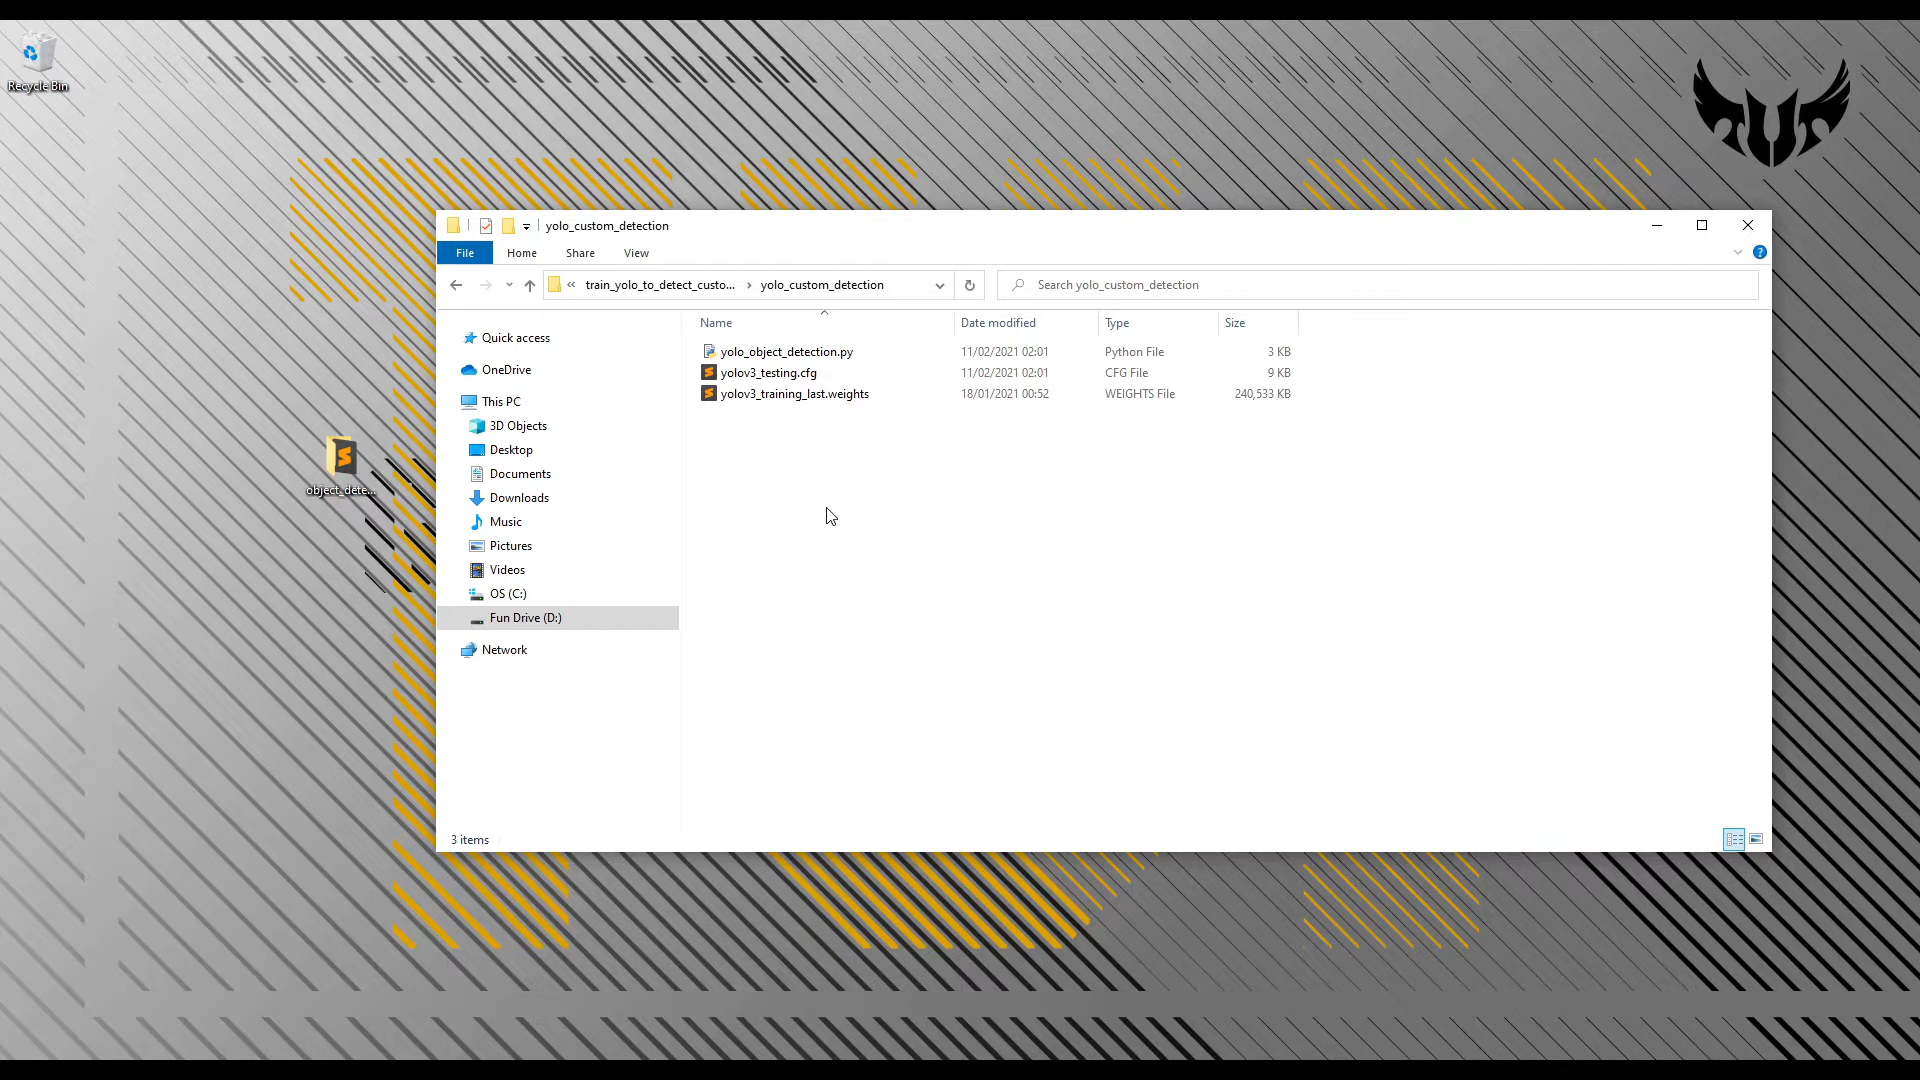 Recycle Bin
object_dete...
yolo_custom_detection
File Home Share View
« train_yolo_to_detect_custo... › yolo_custom_detection
Search yolo_custom_detection
Name Date modified Type Size
yolo_object_detection.py 11/02/2021 02:01 Python File 3 KB
yolov3_testing.cfg 11/02/2021 02:01 CFG File 9 KB
yolov3_training_last.weights 18/01/2021 00:52 WEIGHTS File 240,533 KB
Quick access
OneDrive
This PC
3D Objects
Desktop
Documents
Downloads
Music
Pictures
Videos
OS (C:)
Fun Drive (D:)
Network
3 items